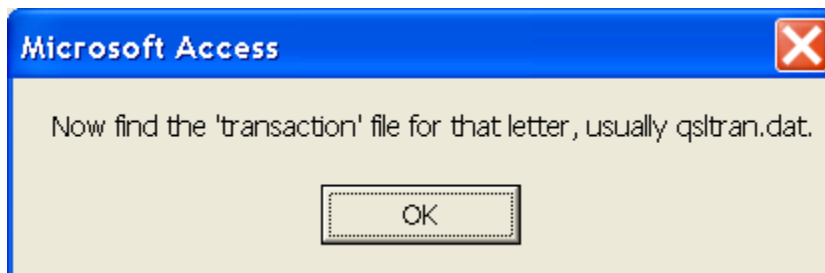 Microsoft Access
Now find the 'transaction' file for that letter, usually qsltran.dat.
OK